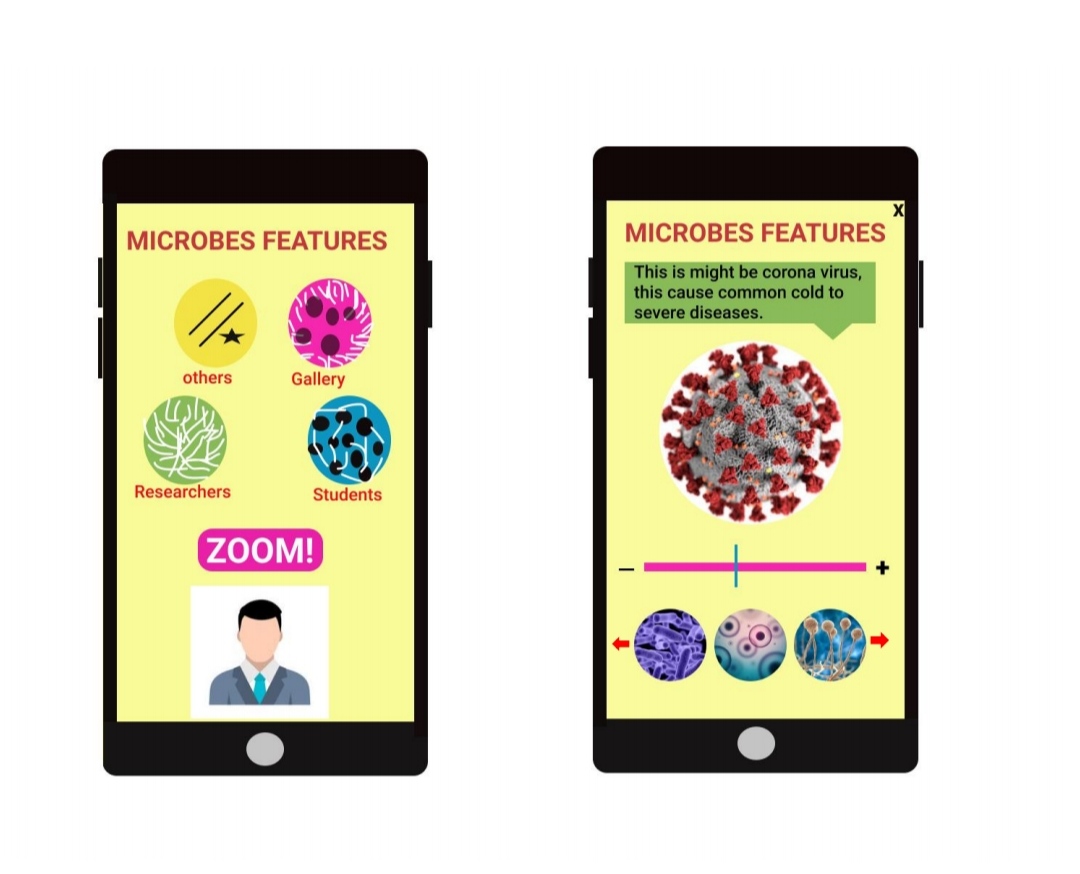 MICROBES FEATURES
others
Gallery
Researchers
Students
ZOOM!
X
MICROBES FEATURES
This is might be corona virus,
this cause common cold to
severe diseases.
– +